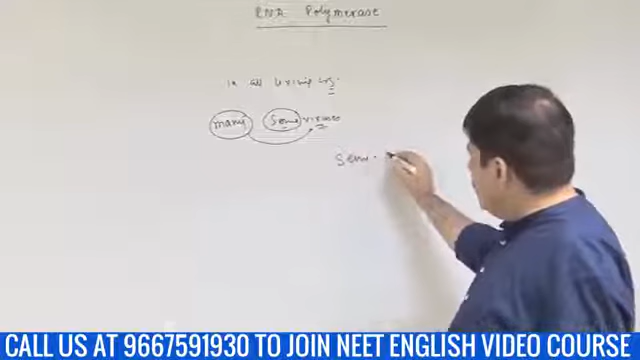 RNA Polymerase
in all living org.
many some viruses
Some.
CALL US AT 9667591930 TO JOIN NEET ENGLISH VIDEO COURSE